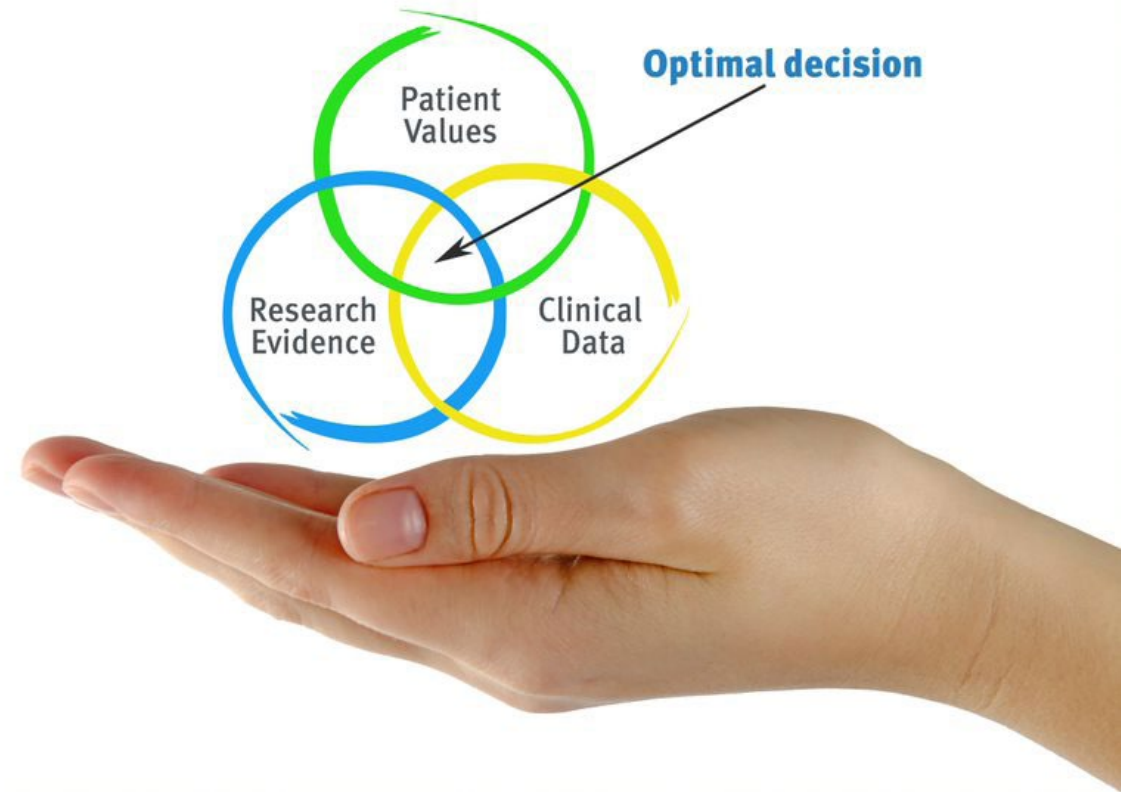 Optimal decision
Patient
Values
Research
Evidence
Clinical
Data